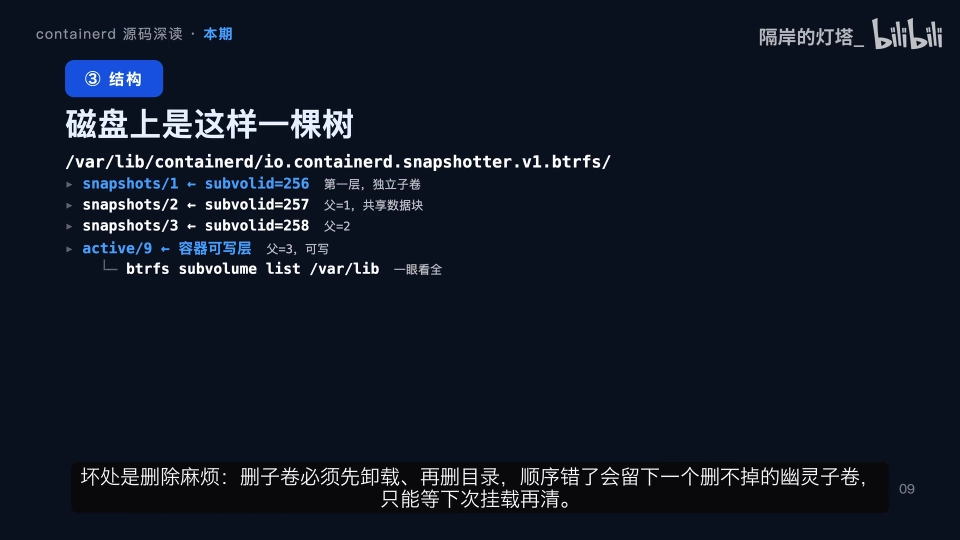 containerd 源码深读 · 本期
隔岸的灯塔_ bilibili
③ 结构
磁盘上是这样一棵树
/var/lib/containerd/io.containerd.snapshotter.v1.btrfs/
▸ snapshots/1 ← subvolid=256 第一层，独立子卷
▸ snapshots/2 ← subvolid=257 父=1，共享数据块
▸ snapshots/3 ← subvolid=258 父=2
▸ active/9 ← 容器可写层 父=3，可写
└─ btrfs subvolume list /var/lib 一眼看全
坏处是删除麻烦：删子卷必须先卸载、再删目录，顺序错了会留下一个删不掉的幽灵子卷，
只能等下次挂载再清。
09